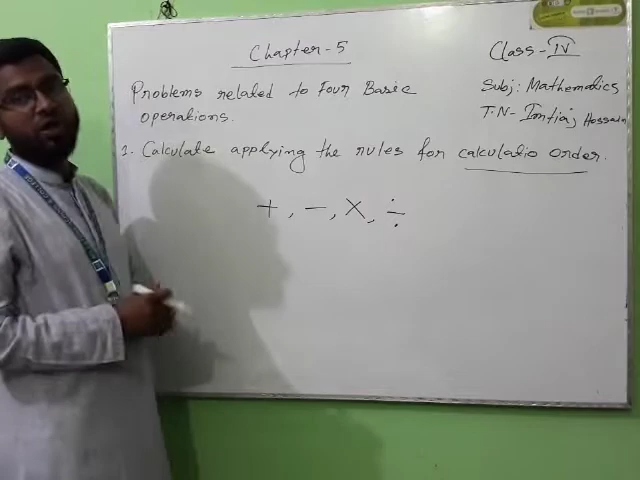 Chapter-5
Class-IV
Subj: Mathematics
T.N- Imtiaj Hossain
Problems related to Four Basic
operations.
1. Calculate applying the rules for calculatio order.
+, -, ×, ÷